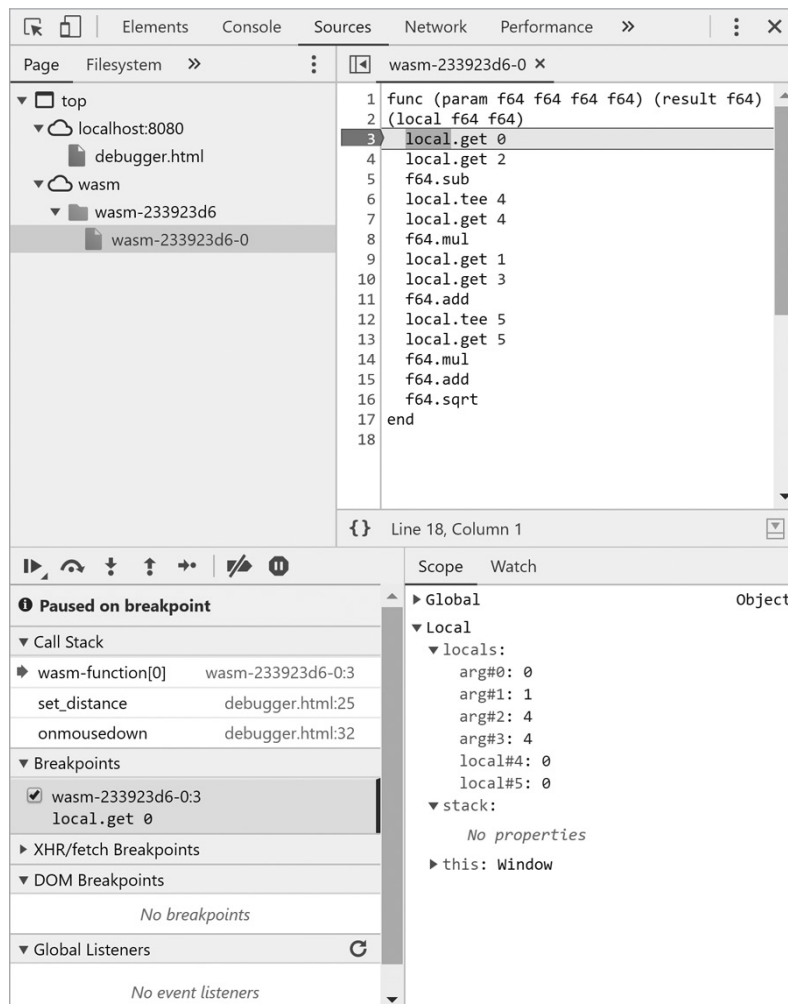 Elements Console Sources Network Performance »
Page Filesystem »
wasm-233923d6-0 ×
top
localhost:8080
debugger.html
wasm
wasm-233923d6
wasm-233923d6-0
1 func (param f64 f64 f64 f64) (result f64)
2 (local f64 f64)
3 local.get 0
4 local.get 2
5 f64.sub
6 local.tee 4
7 local.get 4
8 f64.mul
9 local.get 1
10 local.get 3
11 f64.add
12 local.tee 5
13 local.get 5
14 f64.mul
15 f64.add
16 f64.sqrt
17 end
18
{} Line 18, Column 1
Paused on breakpoint
Call Stack
wasm-function[0] wasm-233923d6-0:3
set_distance debugger.html:25
onmousedown debugger.html:32
Breakpoints
wasm-233923d6-0:3
local.get 0
XHR/fetch Breakpoints
DOM Breakpoints
No breakpoints
Global Listeners
No event listeners
Scope Watch
Global Object
Local
locals:
arg#0: 0
arg#1: 1
arg#2: 4
arg#3: 4
local#4: 0
local#5: 0
stack:
No properties
this: Window